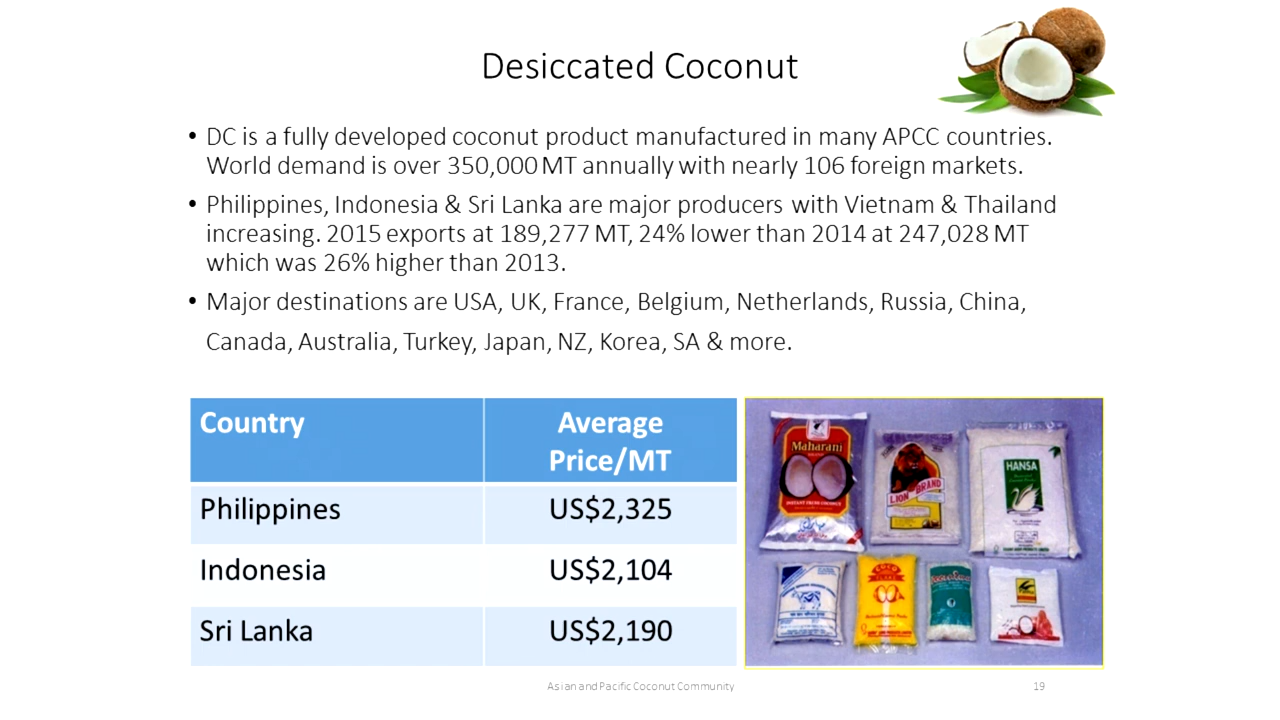 Desiccated Coconut
• DC is a fully developed coconut product manufactured in many APCC countries.
World demand is over 350,000 MT annually with nearly 106 foreign markets.
• Philippines, Indonesia & Sri Lanka are major producers with Vietnam & Thailand
increasing. 2015 exports at 189,277 MT, 24% lower than 2014 at 247,028 MT
which was 26% higher than 2013.
• Major destinations are USA, UK, France, Belgium, Netherlands, Russia, China,
Canada, Australia, Turkey, Japan, NZ, Korea, SA & more.
Country Average
Price/MT
Philippines US$2,325
Indonesia US$2,104
Sri Lanka US$2,190
Maharani
LION BRAND
HANSA
COCO
Asian and Pacific Coconut Community 19